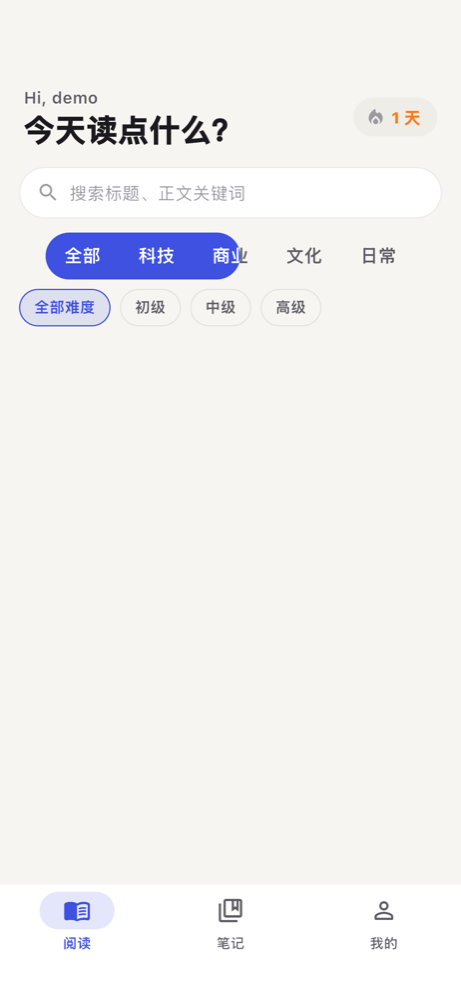 Hi, demo
今天读点什么?
1 天
搜索标题、正文关键词
全部 科技 商业 文化 日常
全部难度 初级 中级 高级
阅读 笔记 我的